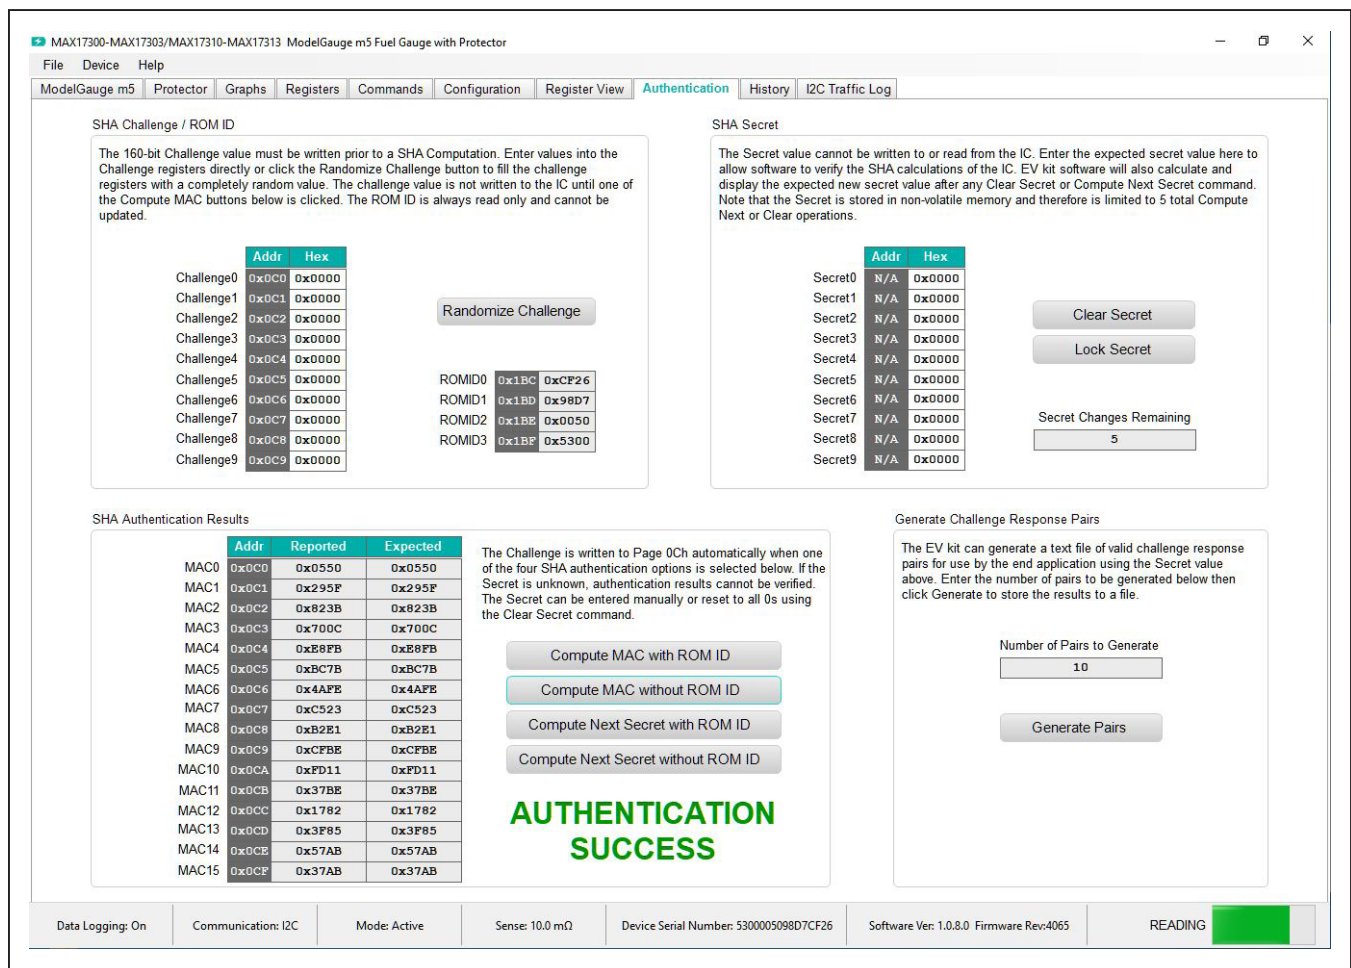 MAX17300-MAX17303/MAX17310-MAX17313 ModelGauge m5 Fuel Gauge with Protector
File Device Help
ModelGauge m5 Protector Graphs Registers Commands Configuration Register View Authentication History I2C Traffic Log
SHA Challenge / ROM ID
The 160-bit Challenge value must be written prior to a SHA Computation. Enter values into the
Challenge registers directly or click the Randomize Challenge button to fill the challenge
registers with a completely random value. The challenge value is not written to the IC until one of
the Compute MAC buttons below is clicked. The ROM ID is always read only and cannot be
updated.
Addr Hex
Challenge0 0x0C0 0x0000
Challenge1 0x0C1 0x0000
Challenge2 0x0C2 0x0000
Challenge3 0x0C3 0x0000
Challenge4 0x0C4 0x0000
Challenge5 0x0C5 0x0000
Challenge6 0x0C6 0x0000
Challenge7 0x0C7 0x0000
Challenge8 0x0C8 0x0000
Challenge9 0x0C9 0x0000
Randomize Challenge
ROMID0 0x1BC 0xCF26
ROMID1 0x1BD 0x98D7
ROMID2 0x1BE 0x0050
ROMID3 0x1BF 0x5300
SHA Secret
The Secret value cannot be written to or read from the IC. Enter the expected secret value here to
allow software to verify the SHA calculations of the IC. EV kit software will also calculate and
display the expected new secret value after any Clear Secret or Compute Next Secret command.
Note that the Secret is stored in non-volatile memory and therefore is limited to 5 total Compute
Next or Clear operations.
Addr Hex
Secret0 N/A 0x0000
Secret1 N/A 0x0000
Secret2 N/A 0x0000
Secret3 N/A 0x0000
Secret4 N/A 0x0000
Secret5 N/A 0x0000
Secret6 N/A 0x0000
Secret7 N/A 0x0000
Secret8 N/A 0x0000
Secret9 N/A 0x0000
Clear Secret
Lock Secret
Secret Changes Remaining
5
SHA Authentication Results
Addr Reported Expected
MAC0 0x0C0 0x0550 0x0550
MAC1 0x0C1 0x295F 0x295F
MAC2 0x0C2 0x823B 0x823B
MAC3 0x0C3 0x700C 0x700C
MAC4 0x0C4 0xE8FB 0xE8FB
MAC5 0x0C5 0xBC7B 0xBC7B
MAC6 0x0C6 0x4AFE 0x4AFE
MAC7 0x0C7 0xC523 0xC523
MAC8 0x0C8 0xB2E1 0xB2E1
MAC9 0x0C9 0xCFBE 0xCFBE
MAC10 0x0CA 0xFD11 0xFD11
MAC11 0x0CB 0x37BE 0x37BE
MAC12 0x0CC 0x1782 0x1782
MAC13 0x0CD 0x3F85 0x3F85
MAC14 0x0CE 0x57AB 0x57AB
MAC15 0x0CF 0x37AB 0x37AB
The Challenge is written to Page 0Ch automatically when one
of the four SHA authentication options is selected below. If the
Secret is unknown, authentication results cannot be verified.
The Secret can be entered manually or reset to all 0s using
the Clear Secret command.
Compute MAC with ROM ID
Compute MAC without ROM ID
Compute Next Secret with ROM ID
Compute Next Secret without ROM ID
AUTHENTICATION
SUCCESS
Generate Challenge Response Pairs
The EV kit can generate a text file of valid challenge response
pairs for use by the end application using the Secret value
above. Enter the number of pairs to be generated below then
click Generate to store the results to a file.
Number of Pairs to Generate
10
Generate Pairs
Data Logging: On Communication: I2C Mode: Active Sense: 10.0 mΩ Device Serial Number: 5300005098D7CF26 Software Ver: 1.0.8.0 Firmware Rev:4065 READING